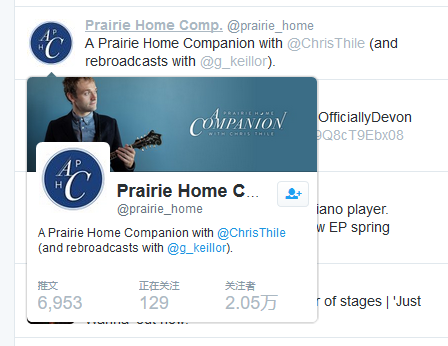 Prairie Home Comp. @prairie_home
A Prairie Home Companion with @ChrisThile (and
rebroadcasts with @g_keillor).
A PRAIRIE HOME
COMPANION
WITH CHRIS THILE
OfficiallyDevon
9Q8cT9Ebx08
APHC
Prairie Home C...
@prairie_home
A Prairie Home Companion with @ChrisThile
(and rebroadcasts with @g_keillor).
iano player.
w EP spring
推文 正在关注 关注者
6,953 129 2.05万
r of stages | 'Just